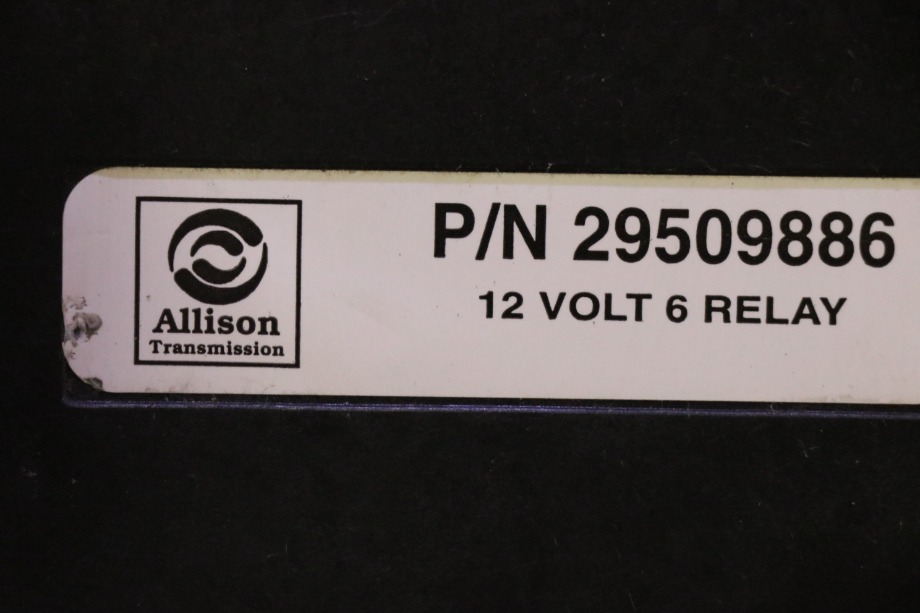 Allison
Transmission
P/N 29509886
12 VOLT 6 RELAY